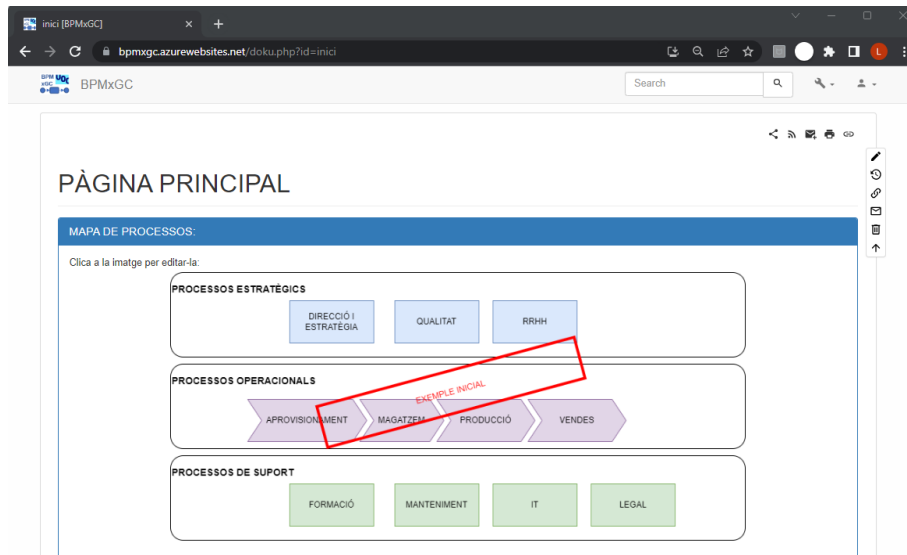 inici [BPMxGC]
bpmxgc.azurewebsites.net/doku.php?id=inici
L
BPM UOC
xGC
BPMxGC
Search
PÀGINA PRINCIPAL
MAPA DE PROCESSOS:
Clica a la imatge per editar-la:
PROCESSOS ESTRATÈGICS
DIRECCIÓ I
ESTRATÈGIA
QUALITAT
RRHH
PROCESSOS OPERACIONALS
EXEMPLE INICIAL
APROVISIONAMENT
MAGATZEM
PRODUCCIÓ
VENDES
PROCESSOS DE SUPORT
FORMACIÓ
MANTENIMENT
IT
LEGAL